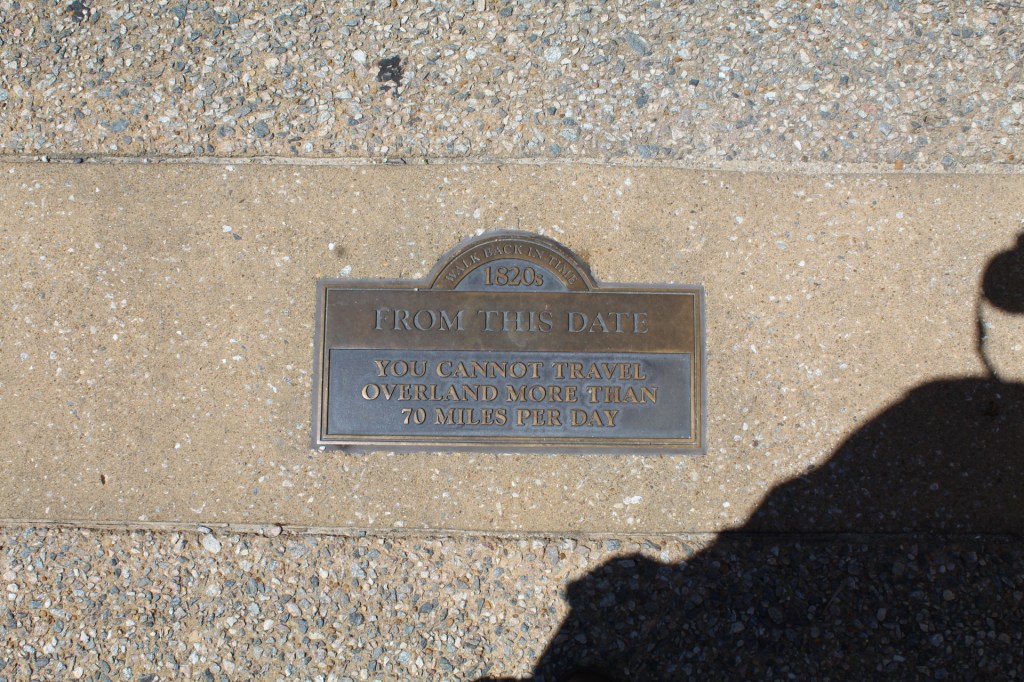 WALK BACK IN TIME
1820s
FROM THIS DATE
YOU CANNOT TRAVEL
OVERLAND MORE THAN
70 MILES PER DAY